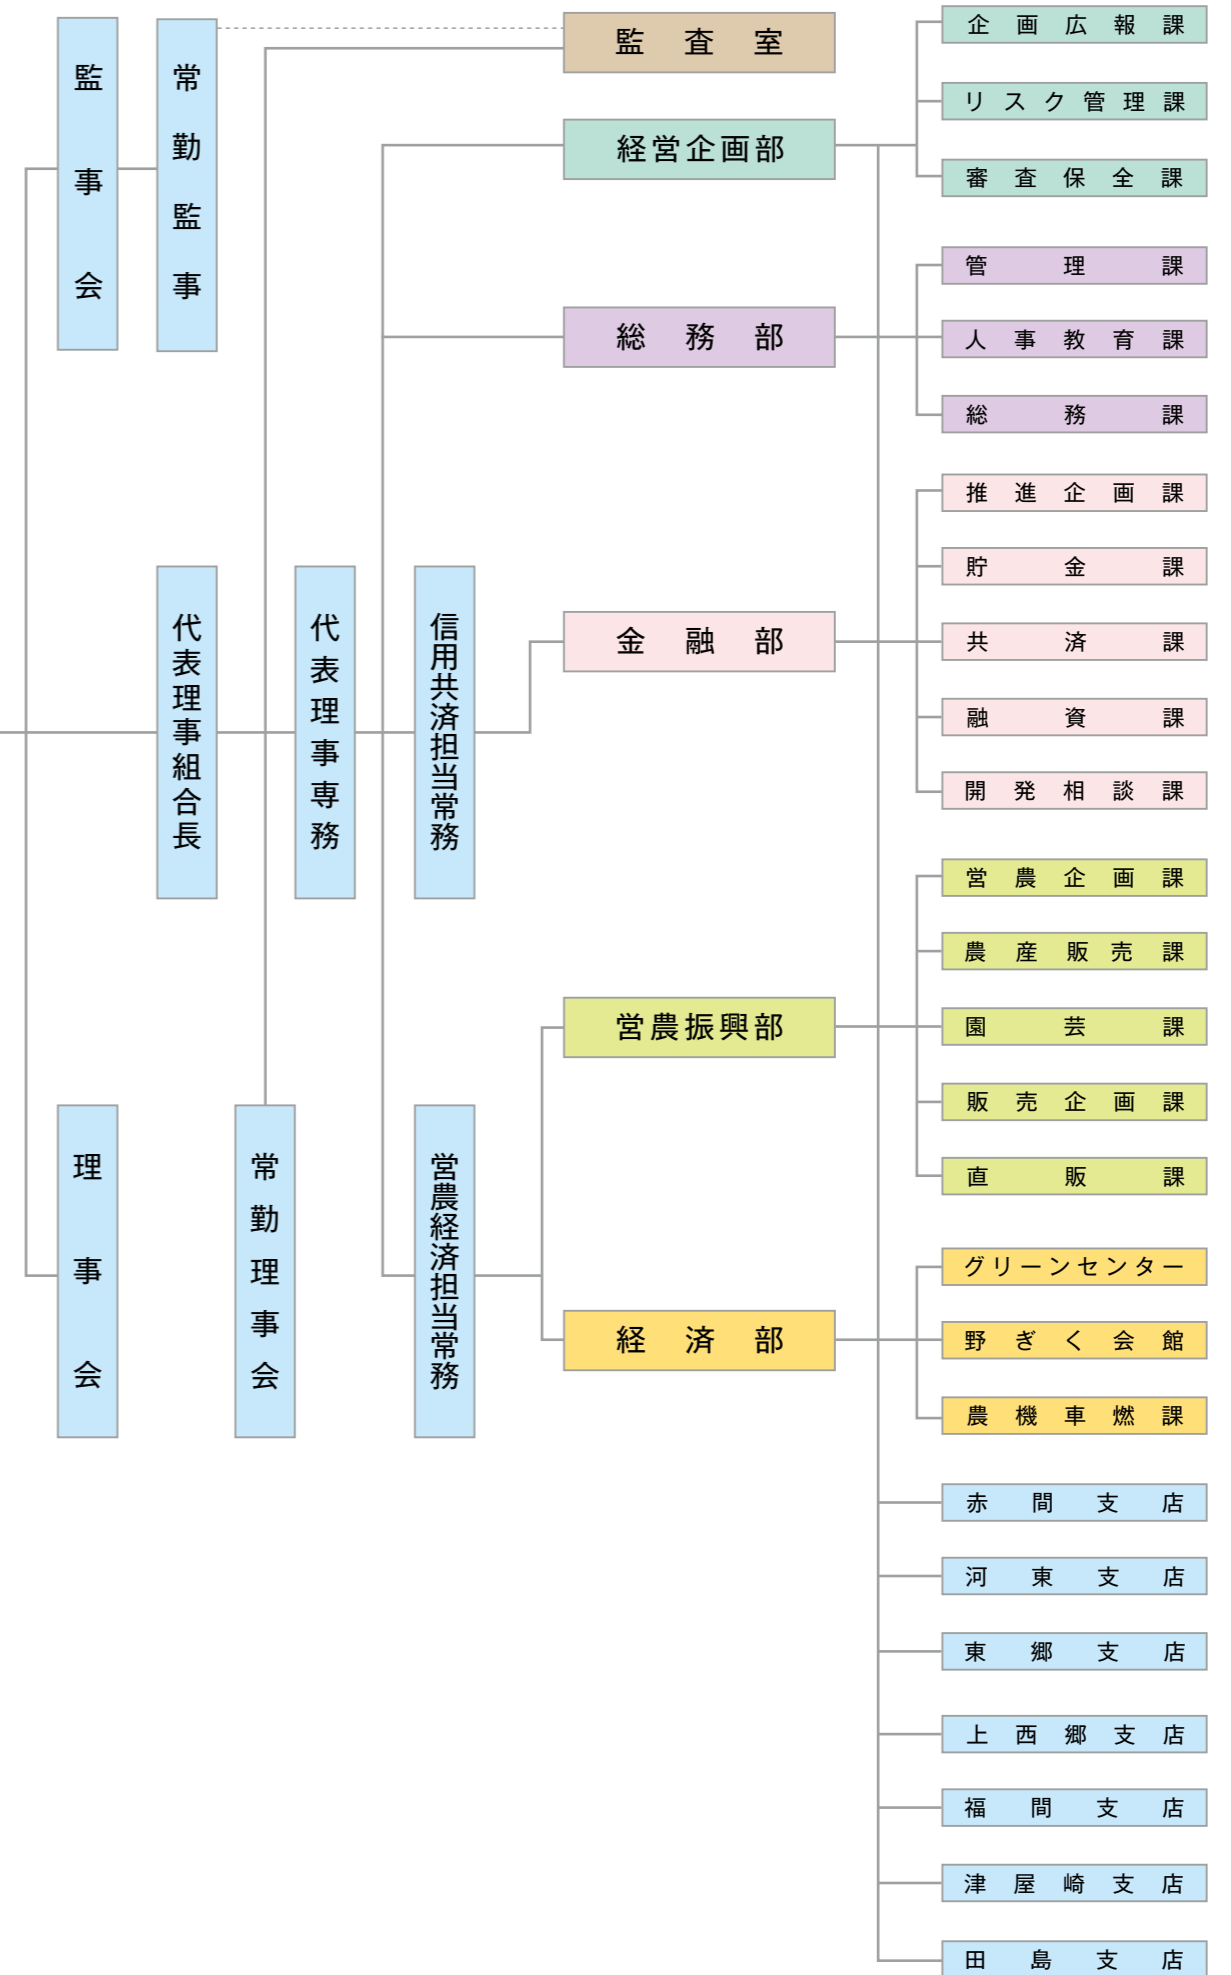 監事会
常勤監事
代表理事組合長
代表理事専務
信用共済担当常務
理事会
常勤理事会
営農経済担当常務
監査室
経営企画部
総務部
金融部
営農振興部
経済部
企画広報課
リスク管理課
審査保全課
管理課
人事教育課
総務課
推進企画課
貯金課
共済課
融資課
開発相談課
営農企画課
農産販売課
園芸課
販売企画課
直販課
グリーンセンター
野ぎく会館
農機車燃課
赤間支店
河東支店
東郷支店
上西郷支店
福間支店
津屋崎支店
田島支店